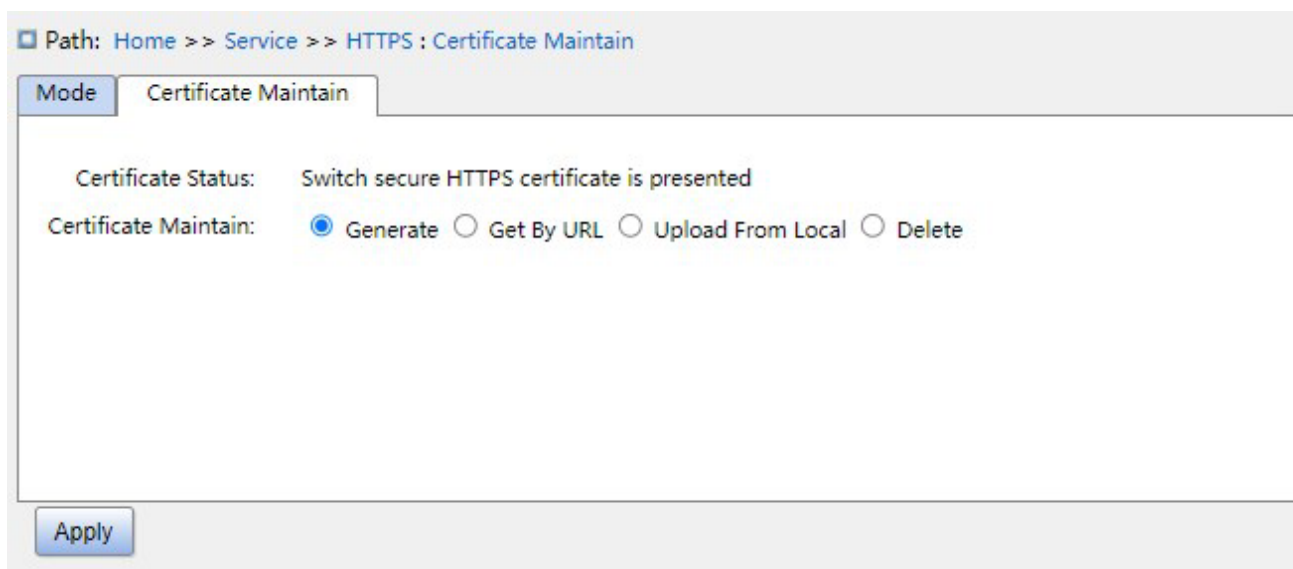 Path: Home >> Service >> HTTPS : Certificate Maintain
Mode Certificate Maintain
Certificate Status: Switch secure HTTPS certificate is presented
Certificate Maintain: Generate Get By URL Upload From Local Delete
Apply